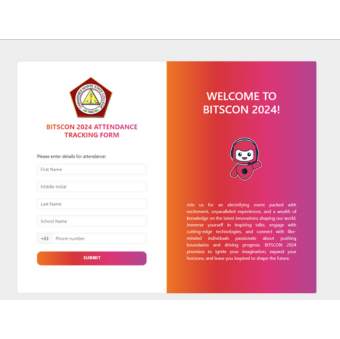 BITSCON 2024 ATTENDANCE
TRACKING FORM
Please enter details for attendance:
First Name
Middle Initial
Last Name
School Name
+63 Phone number
SUBMIT
WELCOME TO
BITSCON 2024!
Join us for an electrifying event packed with
excitement, unparalleled experiences, and a wealth of
knowledge on the latest innovations shaping our world.
Immerse yourself in inspiring talks, engage with
cutting-edge technologies, and connect with like-
minded individuals passionate about pushing
boundaries and driving progress. BITSCON 2024
promises to ignite your imagination, expand your
horizons, and leave you inspired to shape the future.